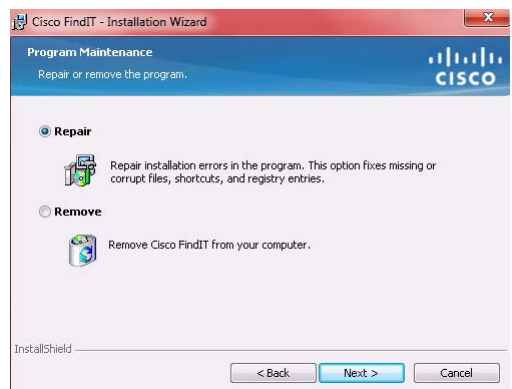 Cisco FindIT - Installation Wizard
Program Maintenance
Repair or remove the program.
CISCO
Repair
Repair installation errors in the program. This option fixes missing or
corrupt files, shortcuts, and registry entries.
Remove
Remove Cisco FindIT from your computer.
InstallShield
< Back
Next >
Cancel